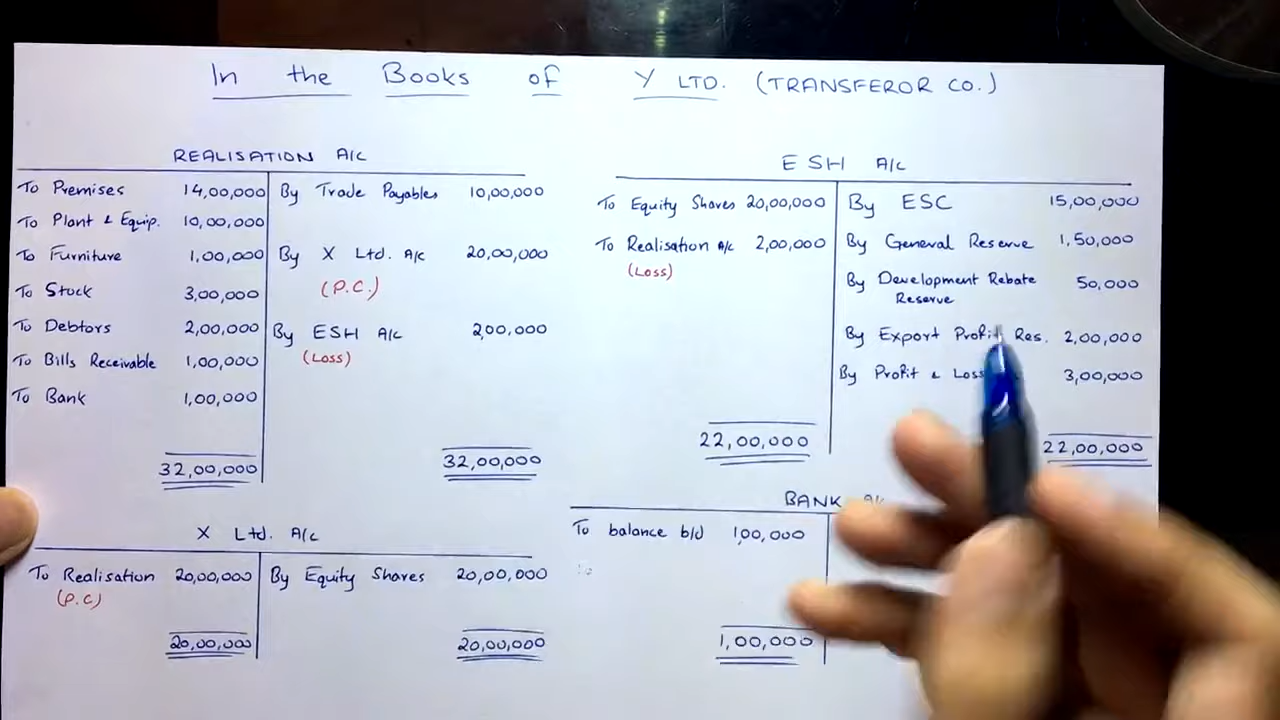 In the Books of Y LTD. (TRANSFEROR CO.)
REALISATION A/C
To Premises 14,00,000 By Trade Payables 10,00,000
To Plant & Equip. 10,00,000
To Furniture 1,00,000 By X Ltd. A/c 20,00,000
To Stock 3,00,000 (P.C.)
To Debtors 2,00,000 By ESH A/c 2,00,000
To Bills Receivable 1,00,000 (Loss)
To Bank 1,00,000
32,00,000 32,00,000
ESH A/C
To Equity Shares 20,00,000 By ESC 15,00,000
To Realisation A/c 2,00,000 By General Reserve 1,50,000
(Loss) By Development Rebate
Reserve 50,000
By Export Profit Res. 2,00,000
By Profit & Loss 3,00,000
22,00,000 22,00,000
X Ltd. A/c
To Realisation 20,00,000 By Equity Shares 20,00,000
(P.C)
20,00,000 20,00,000
BANK
To balance b/d 1,00,000
1,00,000